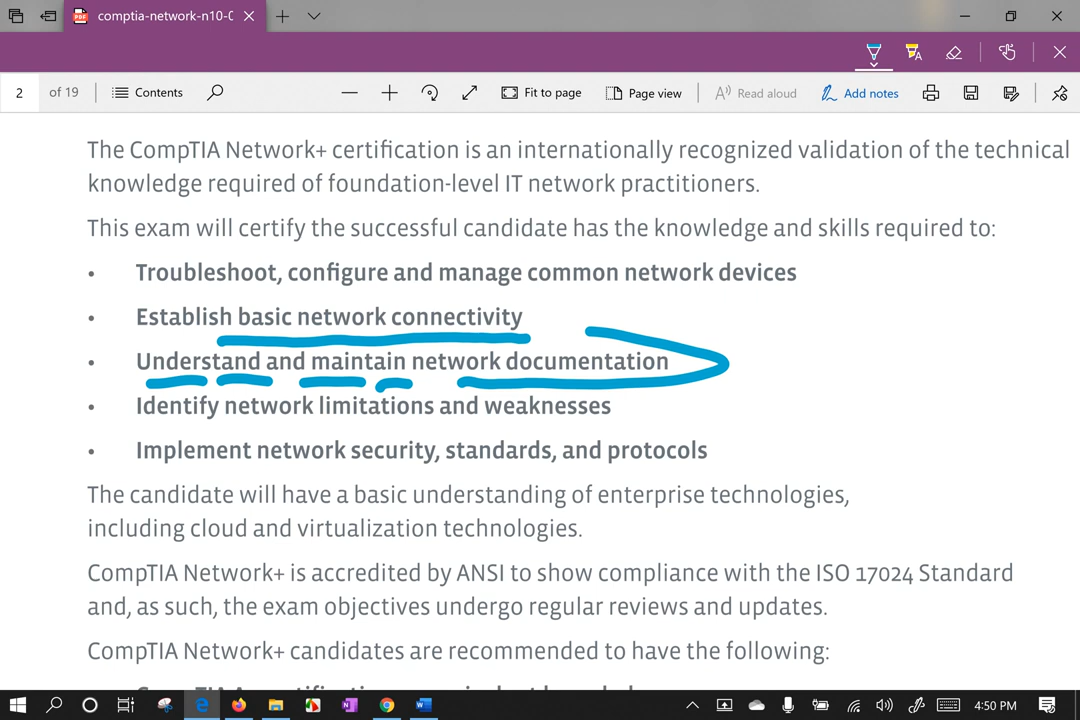 comptia-network-n10-0
2 of 19 Contents Fit to page Page view Read aloud Add notes
The CompTIA Network+ certification is an internationally recognized validation of the technical
knowledge required of foundation-level IT network practitioners.
This exam will certify the successful candidate has the knowledge and skills required to:
• Troubleshoot, configure and manage common network devices
• Establish basic network connectivity
• Understand and maintain network documentation
• Identify network limitations and weaknesses
• Implement network security, standards, and protocols
The candidate will have a basic understanding of enterprise technologies,
including cloud and virtualization technologies.
CompTIA Network+ is accredited by ANSI to show compliance with the ISO 17024 Standard
and, as such, the exam objectives undergo regular reviews and updates.
CompTIA Network+ candidates are recommended to have the following:
4:50 PM